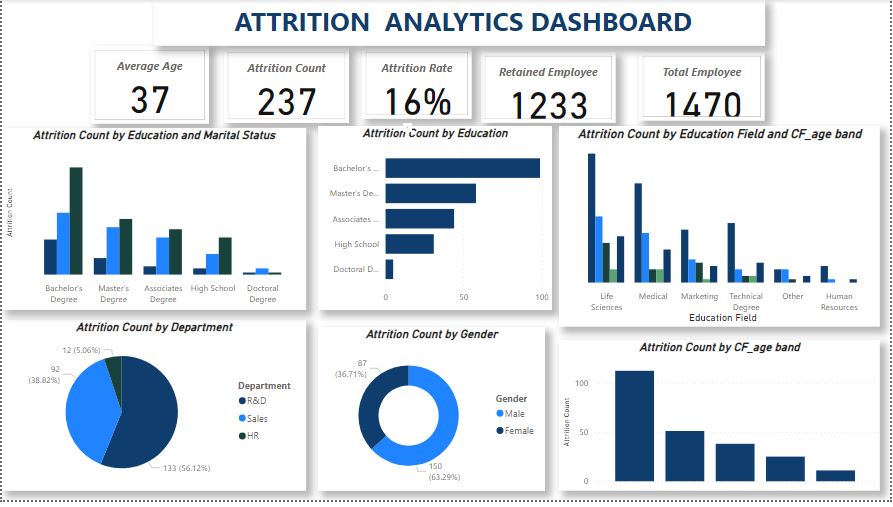 ATTRITION ANALYTICS DASHBOARD
Average Age
37
Attrition Count
237
Attrition Rate
16%
Retained Employee
1233
Total Employee
1470
Attrition Count by Education and Marital Status
Attrition Count
Bachelor's
Degree
Master's
Degree
Associates
Degree
High School
Doctoral
Degree
Attrition Count by Education
Bachelor's ...
Master's De...
Associates ...
High School
Doctoral D...
0
50
100
Attrition Count by Education Field and CF_age band
Life
Sciences
Medical
Marketing
Technical
Degree
Other
Human
Resources
Education Field
Attrition Count by Department
12 (5.06%)
92
(38.82%)
133 (56.12%)
Department
R&D
Sales
HR
Attrition Count by Gender
87
(36.71%)
150
(63.29%)
Gender
Male
Female
Attrition Count by CF_age band
Attrition Count
100
50
0